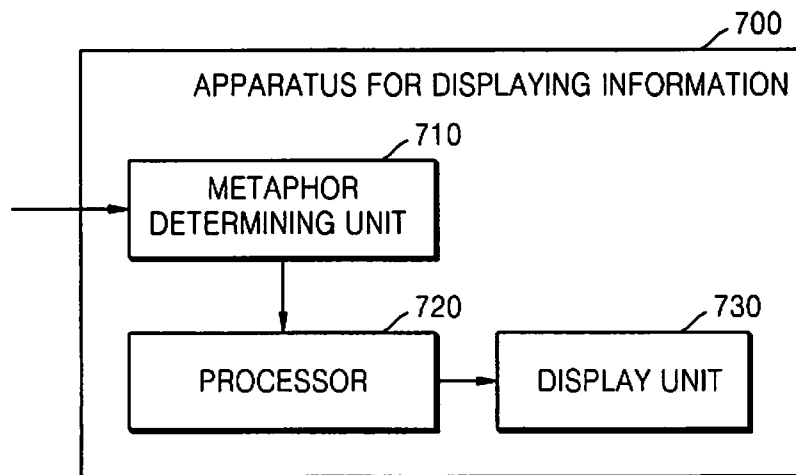 700
APPARATUS FOR DISPLAYING INFORMATION
710
METAPHOR
DETERMINING UNIT
720
PROCESSOR
730
DISPLAY UNIT